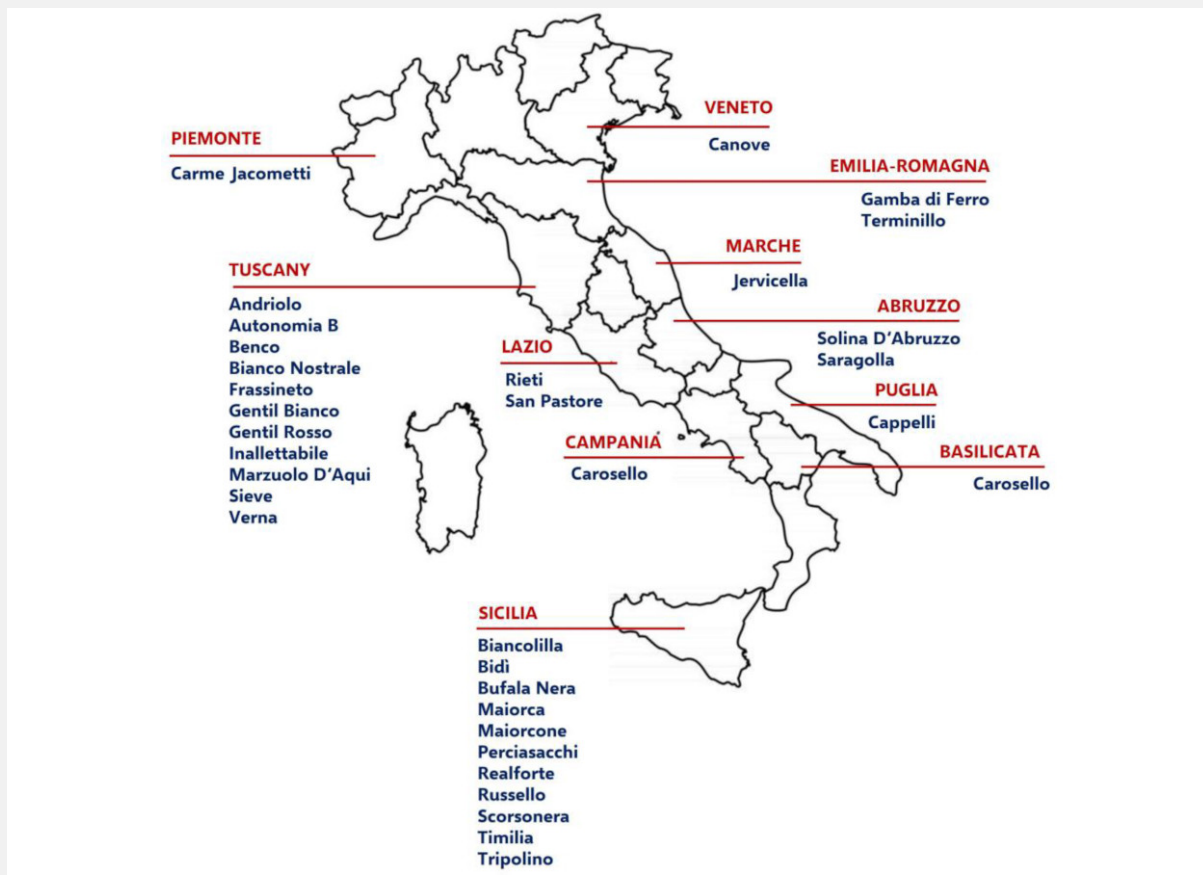 VENETO
Canove
PIEMONTE
Carme Jacometti
EMILIA-ROMAGNA
Gamba di Ferro
Terminillo
MARCHE
Jervicella
TUSCANY
Andriolo
Autonomia B
Benco
Bianco Nostrale
Frassineto
Gentil Bianco
Gentil Rosso
Inallettabile
Marzuolo D'Aqui
Sieve
Verna
ABRUZZO
Solina D'Abruzzo
Saragolla
LAZIO
Rieti
San Pastore
PUGLIA
Cappelli
CAMPANIA
Carosello
BASILICATA
Carosello
SICILIA
Biancolilla
Bidì
Bufala Nera
Maiorca
Maiorcone
Perciasacchi
Realforte
Russello
Scorsonera
Timilia
Tripolino